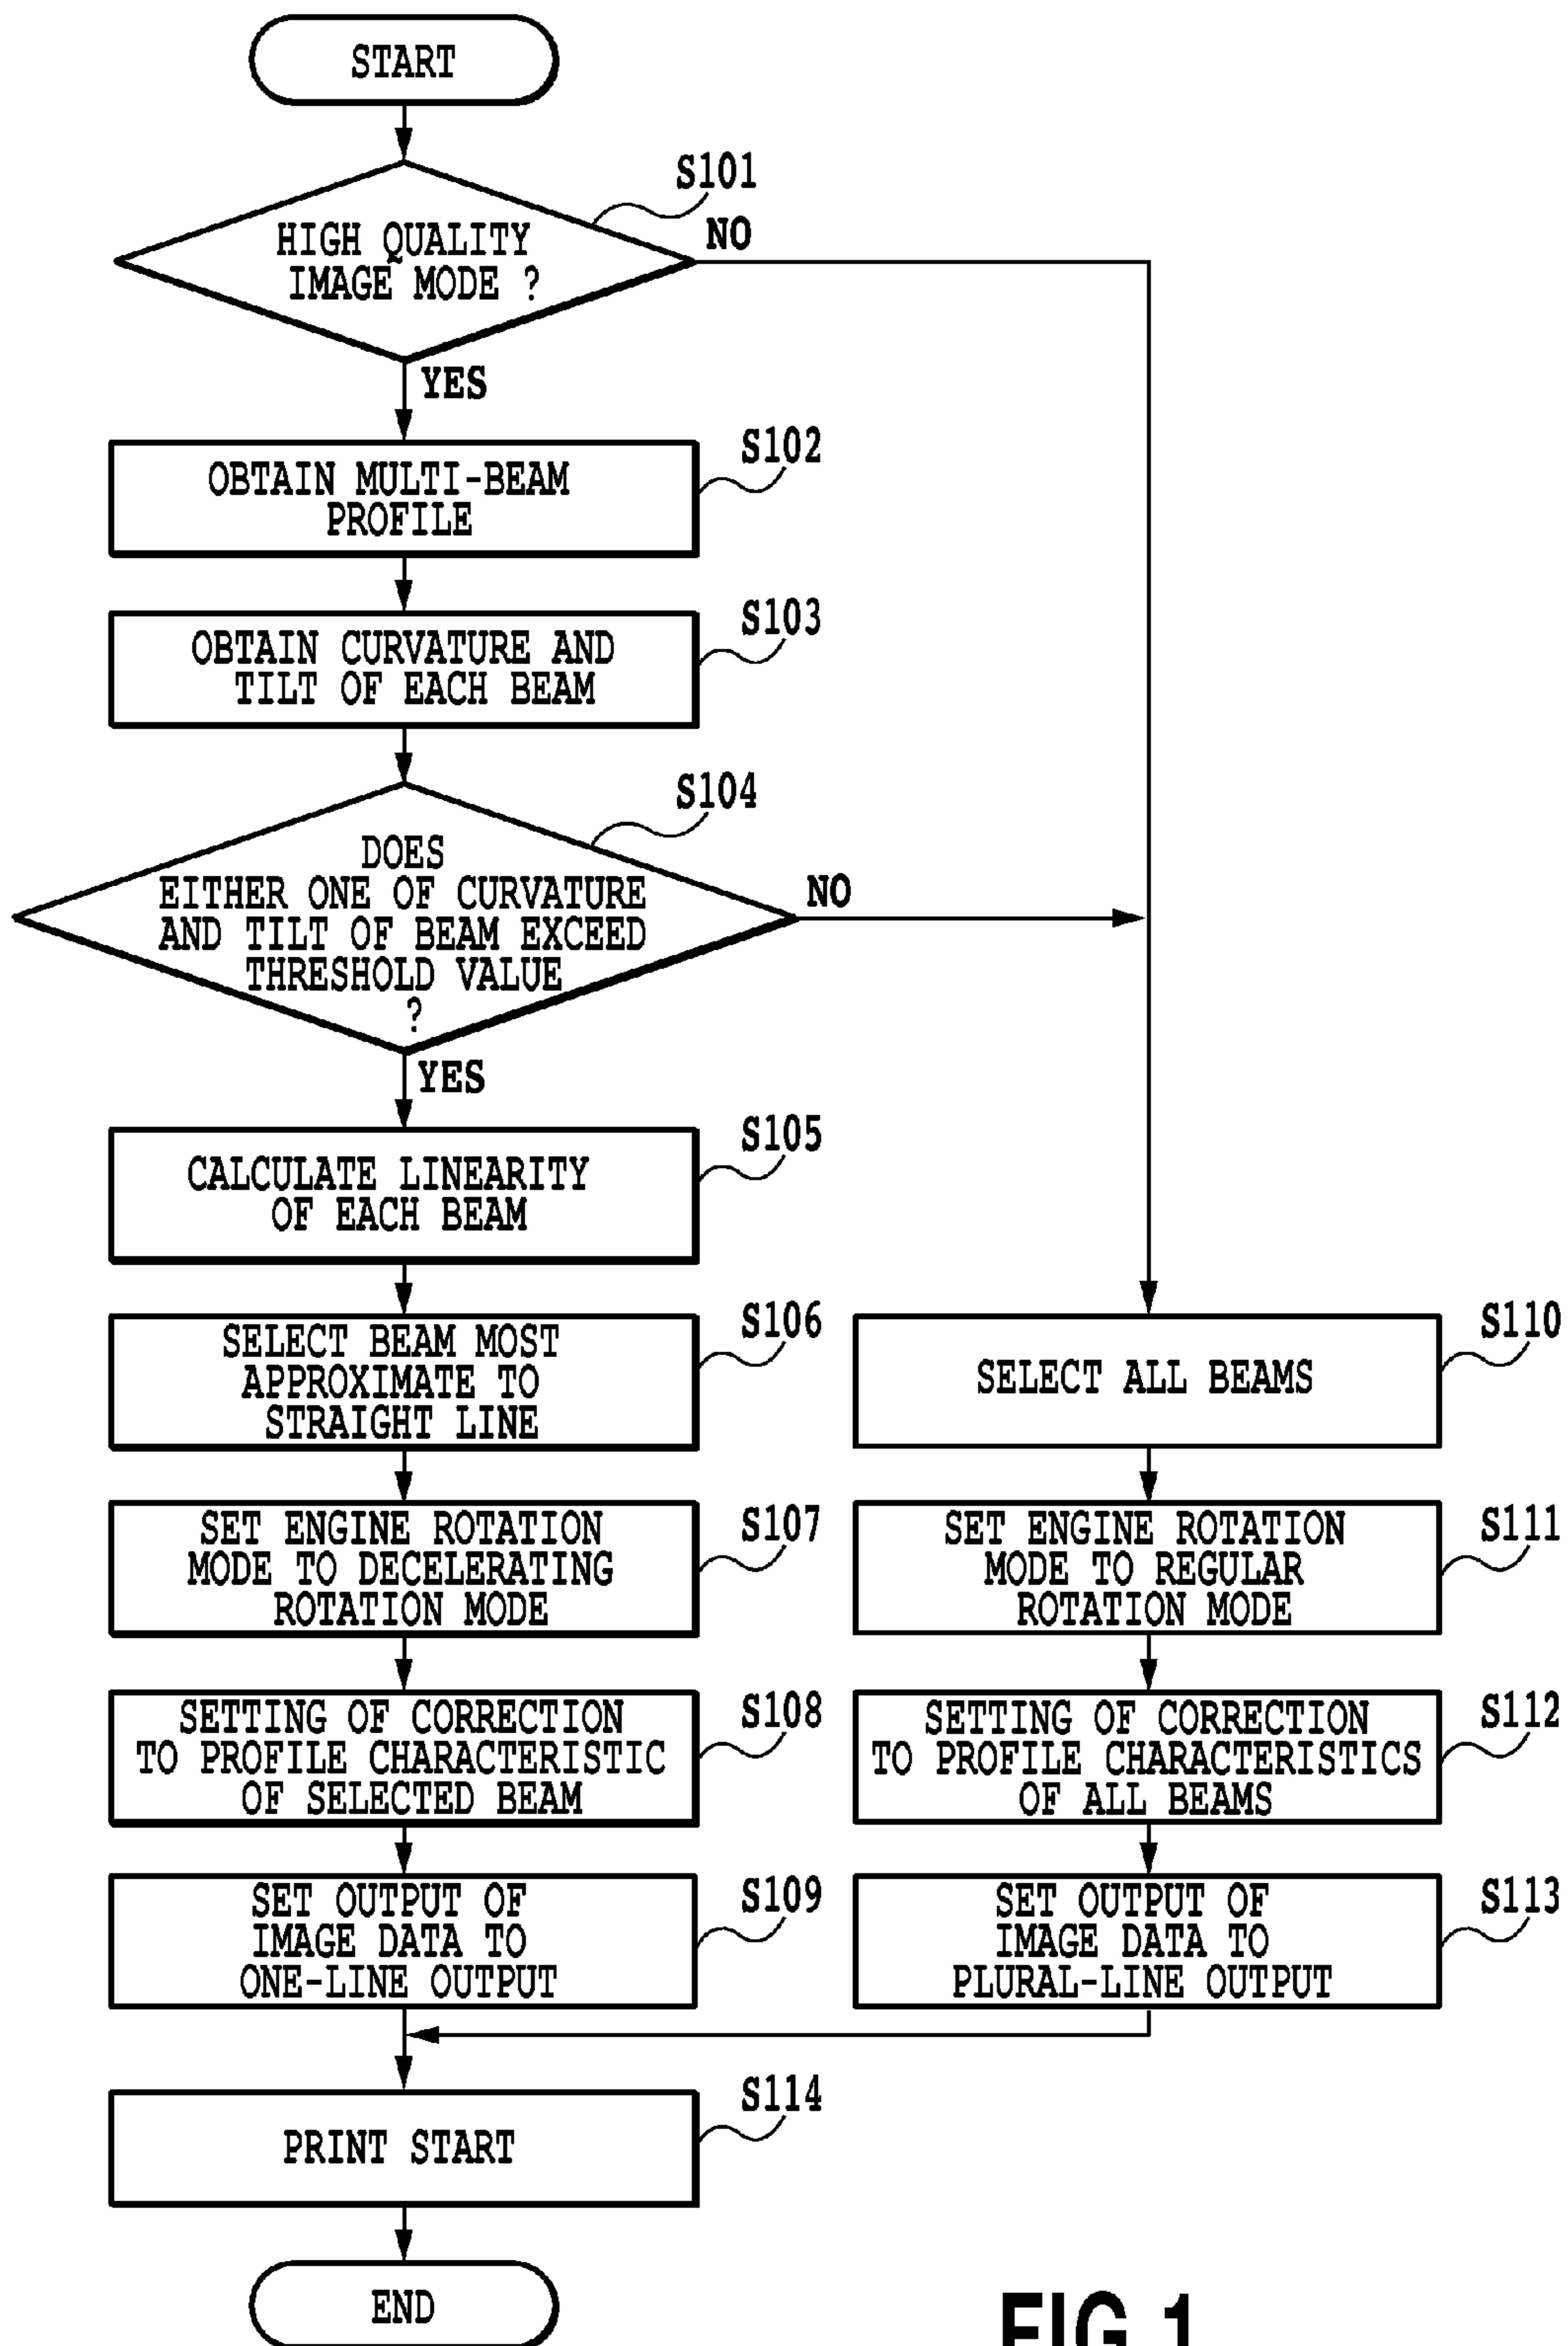 START
S101
HIGH QUALITY
IMAGE MODE ?
NO
YES
S102
OBTAIN MULTI-BEAM
PROFILE
S103
OBTAIN CURVATURE AND
TILT OF EACH BEAM
S104
DOES
EITHER ONE OF CURVATURE
AND TILT OF BEAM EXCEED
THRESHOLD VALUE
?
NO
YES
S105
CALCULATE LINEARITY
OF EACH BEAM
S106
SELECT BEAM MOST
APPROXIMATE TO
STRAIGHT LINE
S110
SELECT ALL BEAMS
S107
SET ENGINE ROTATION
MODE TO DECELERATING
ROTATION MODE
S111
SET ENGINE ROTATION
MODE TO REGULAR
ROTATION MODE
S108
SETTING OF CORRECTION
TO PROFILE CHARACTERISTIC
OF SELECTED BEAM
S112
SETTING OF CORRECTION
TO PROFILE CHARACTERISTICS
OF ALL BEAMS
S109
SET OUTPUT OF
IMAGE DATA TO
ONE-LINE OUTPUT
S113
SET OUTPUT OF
IMAGE DATA TO
PLURAL-LINE OUTPUT
S114
PRINT START
END
FIG.1